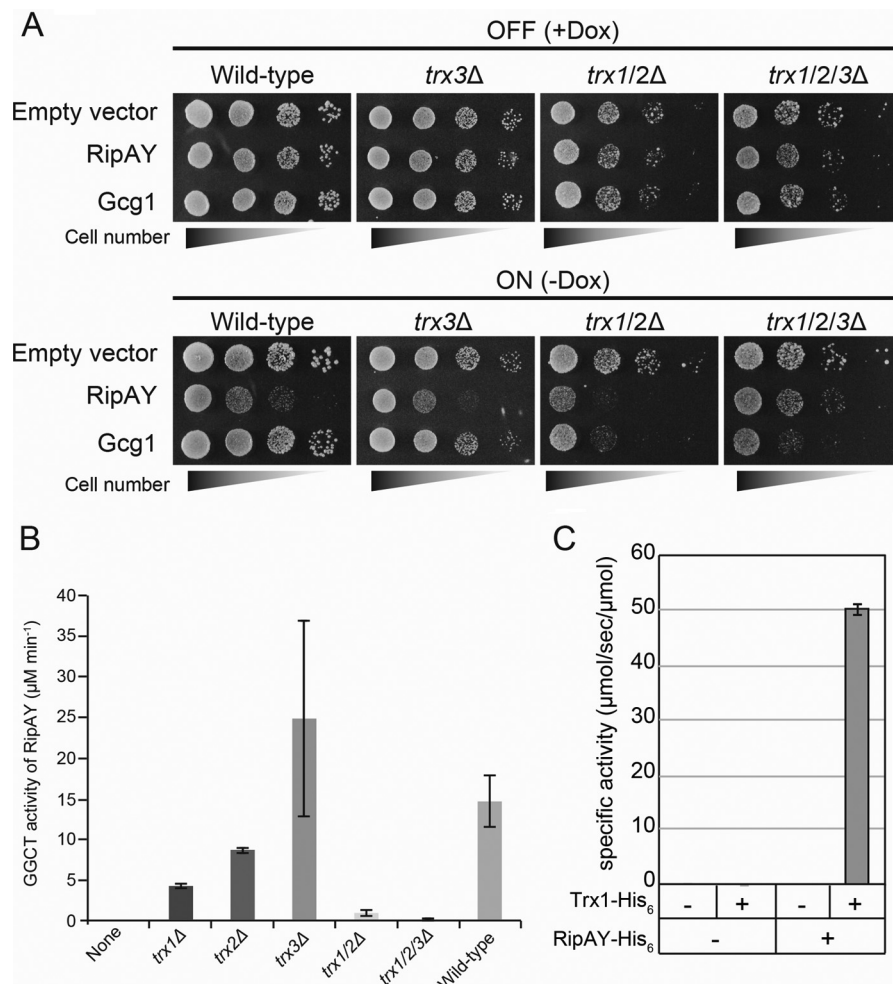 A
OFF (+Dox)
Wild-type trx3Δ trx1/2Δ trx1/2/3Δ
Empty vector
RipAY
Gcg1
Cell number
ON (-Dox)
Wild-type trx3Δ trx1/2Δ trx1/2/3Δ
Empty vector
RipAY
Gcg1
Cell number
B
GGCT activity of RipAY (µM min⁻¹)
40
35
30
25
20
15
10
5
0
None trx1Δ trx2Δ trx3Δ trx1/2Δ trx1/2/3Δ Wild-type
C
specific activity (µmol/sec/µmol)
60
50
40
30
20
10
0
Trx1-His₆ - + - +
RipAY-His₆ - +